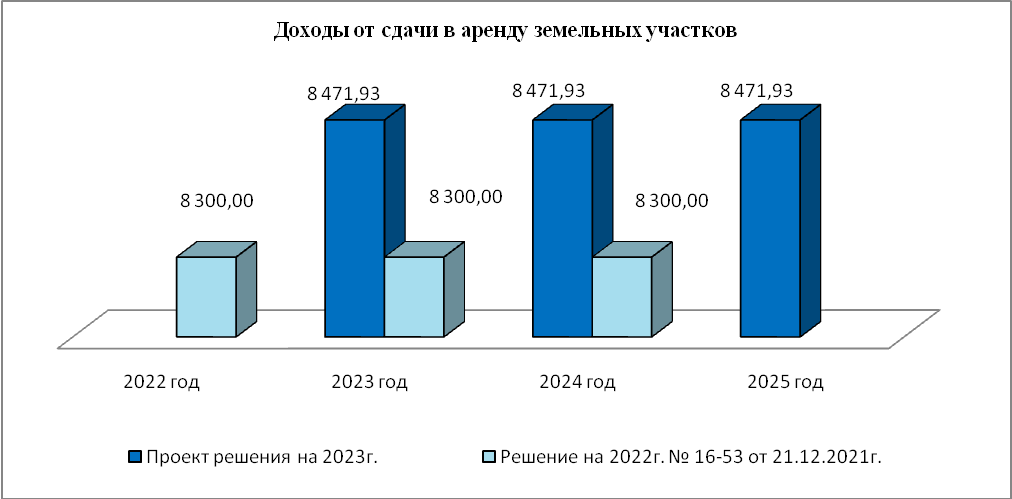 Доходы от сдачи в аренду земельных участков
8 471,93
8 471,93
8 471,93
8 300,00
8 300,00
8 300,00
2022 год
2023 год
2024 год
2025 год
Проект решения на 2023г.
Решение на 2022г. № 16-53 от 21.12.2021г.